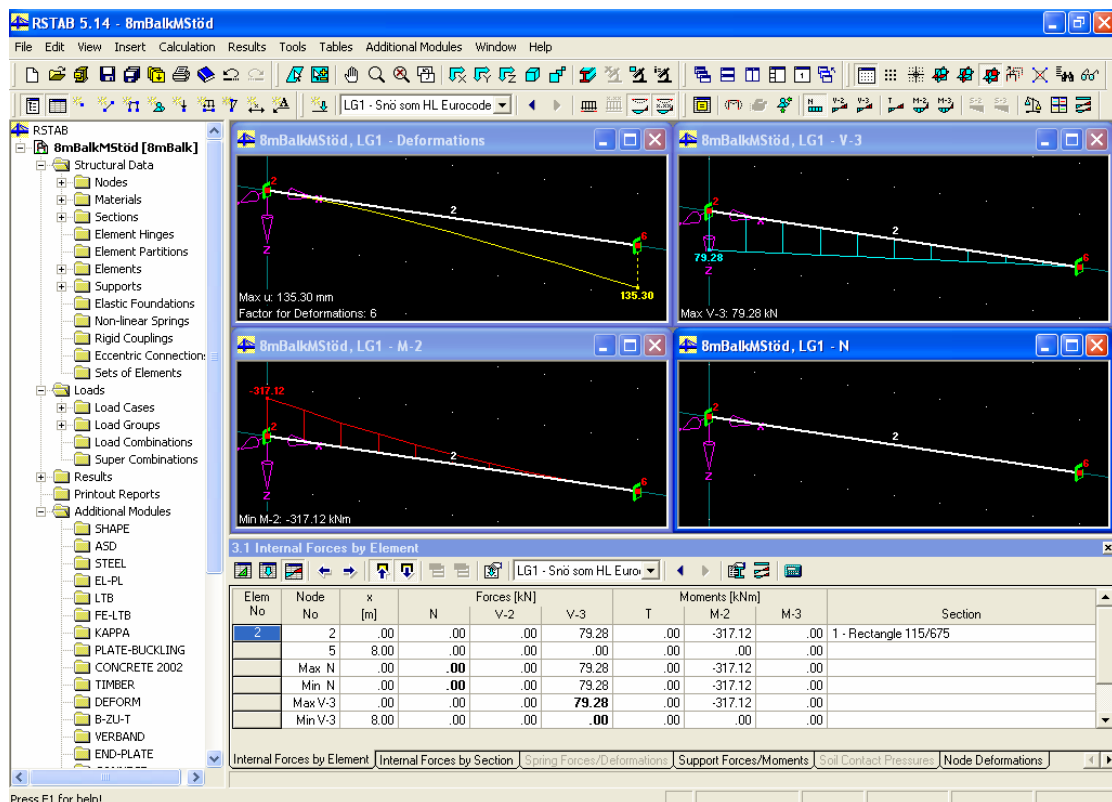 RSTAB 5.14 - 8mBalkMStöd
File Edit View Insert Calculation Results Tools Tables Additional Modules Window Help
LG1 - Snö som HL Eurocode
RSTAB
8mBalkMStöd [8mBalk]
Structural Data
Nodes
Materials
Sections
Element Hinges
Element Partitions
Elements
Supports
Elastic Foundations
Non-linear Springs
Rigid Couplings
Eccentric Connection
Sets of Elements
Loads
Load Cases
Load Groups
Load Combinations
Super Combinations
Results
Printout Reports
Additional Modules
SHAPE
ASD
STEEL
EL-PL
LTB
FE-LTB
KAPPA
PLATE-BUCKLING
CONCRETE 2002
TIMBER
DEFORM
B-ZU-T
VERBAND
END-PLATE
8mBalkMStöd, LG1 - Deformations
2
x
2
6
Z
135.30
Max u: 135.30 mm
Factor for Deformations: 6
8mBalkMStöd, LG1 - V-3
2
2
6
79.28
Z
Max V-3: 79.28 kN
8mBalkMStöd, LG1 - M-2
-317.12
2
2
6
Z
Min M-2: -317.12 kNm
8mBalkMStöd, LG1 - N
2
x
2
6
Z
3.1 Internal Forces by Element
LG1 - Snö som HL Euro
Elem No Node No x [m] Forces [kN] N V-2 V-3 Moments [kNm] T M-2 M-3 Section
2 2 .00 .00 .00 79.28 .00 -317.12 .00 1 - Rectangle 115/675
5 8.00 .00 .00 .00 .00 .00 .00
Max N .00 .00 .00 79.28 .00 -317.12 .00
Min N .00 .00 .00 79.28 .00 -317.12 .00
Max V-3 .00 .00 .00 79.28 .00 -317.12 .00
Min V-3 8.00 .00 .00 .00 .00 .00 .00
Internal Forces by Element Internal Forces by Section Spring Forces/Deformations Support Forces/Moments Soil Contact Pressures Node Deformations
Press F1 for help!